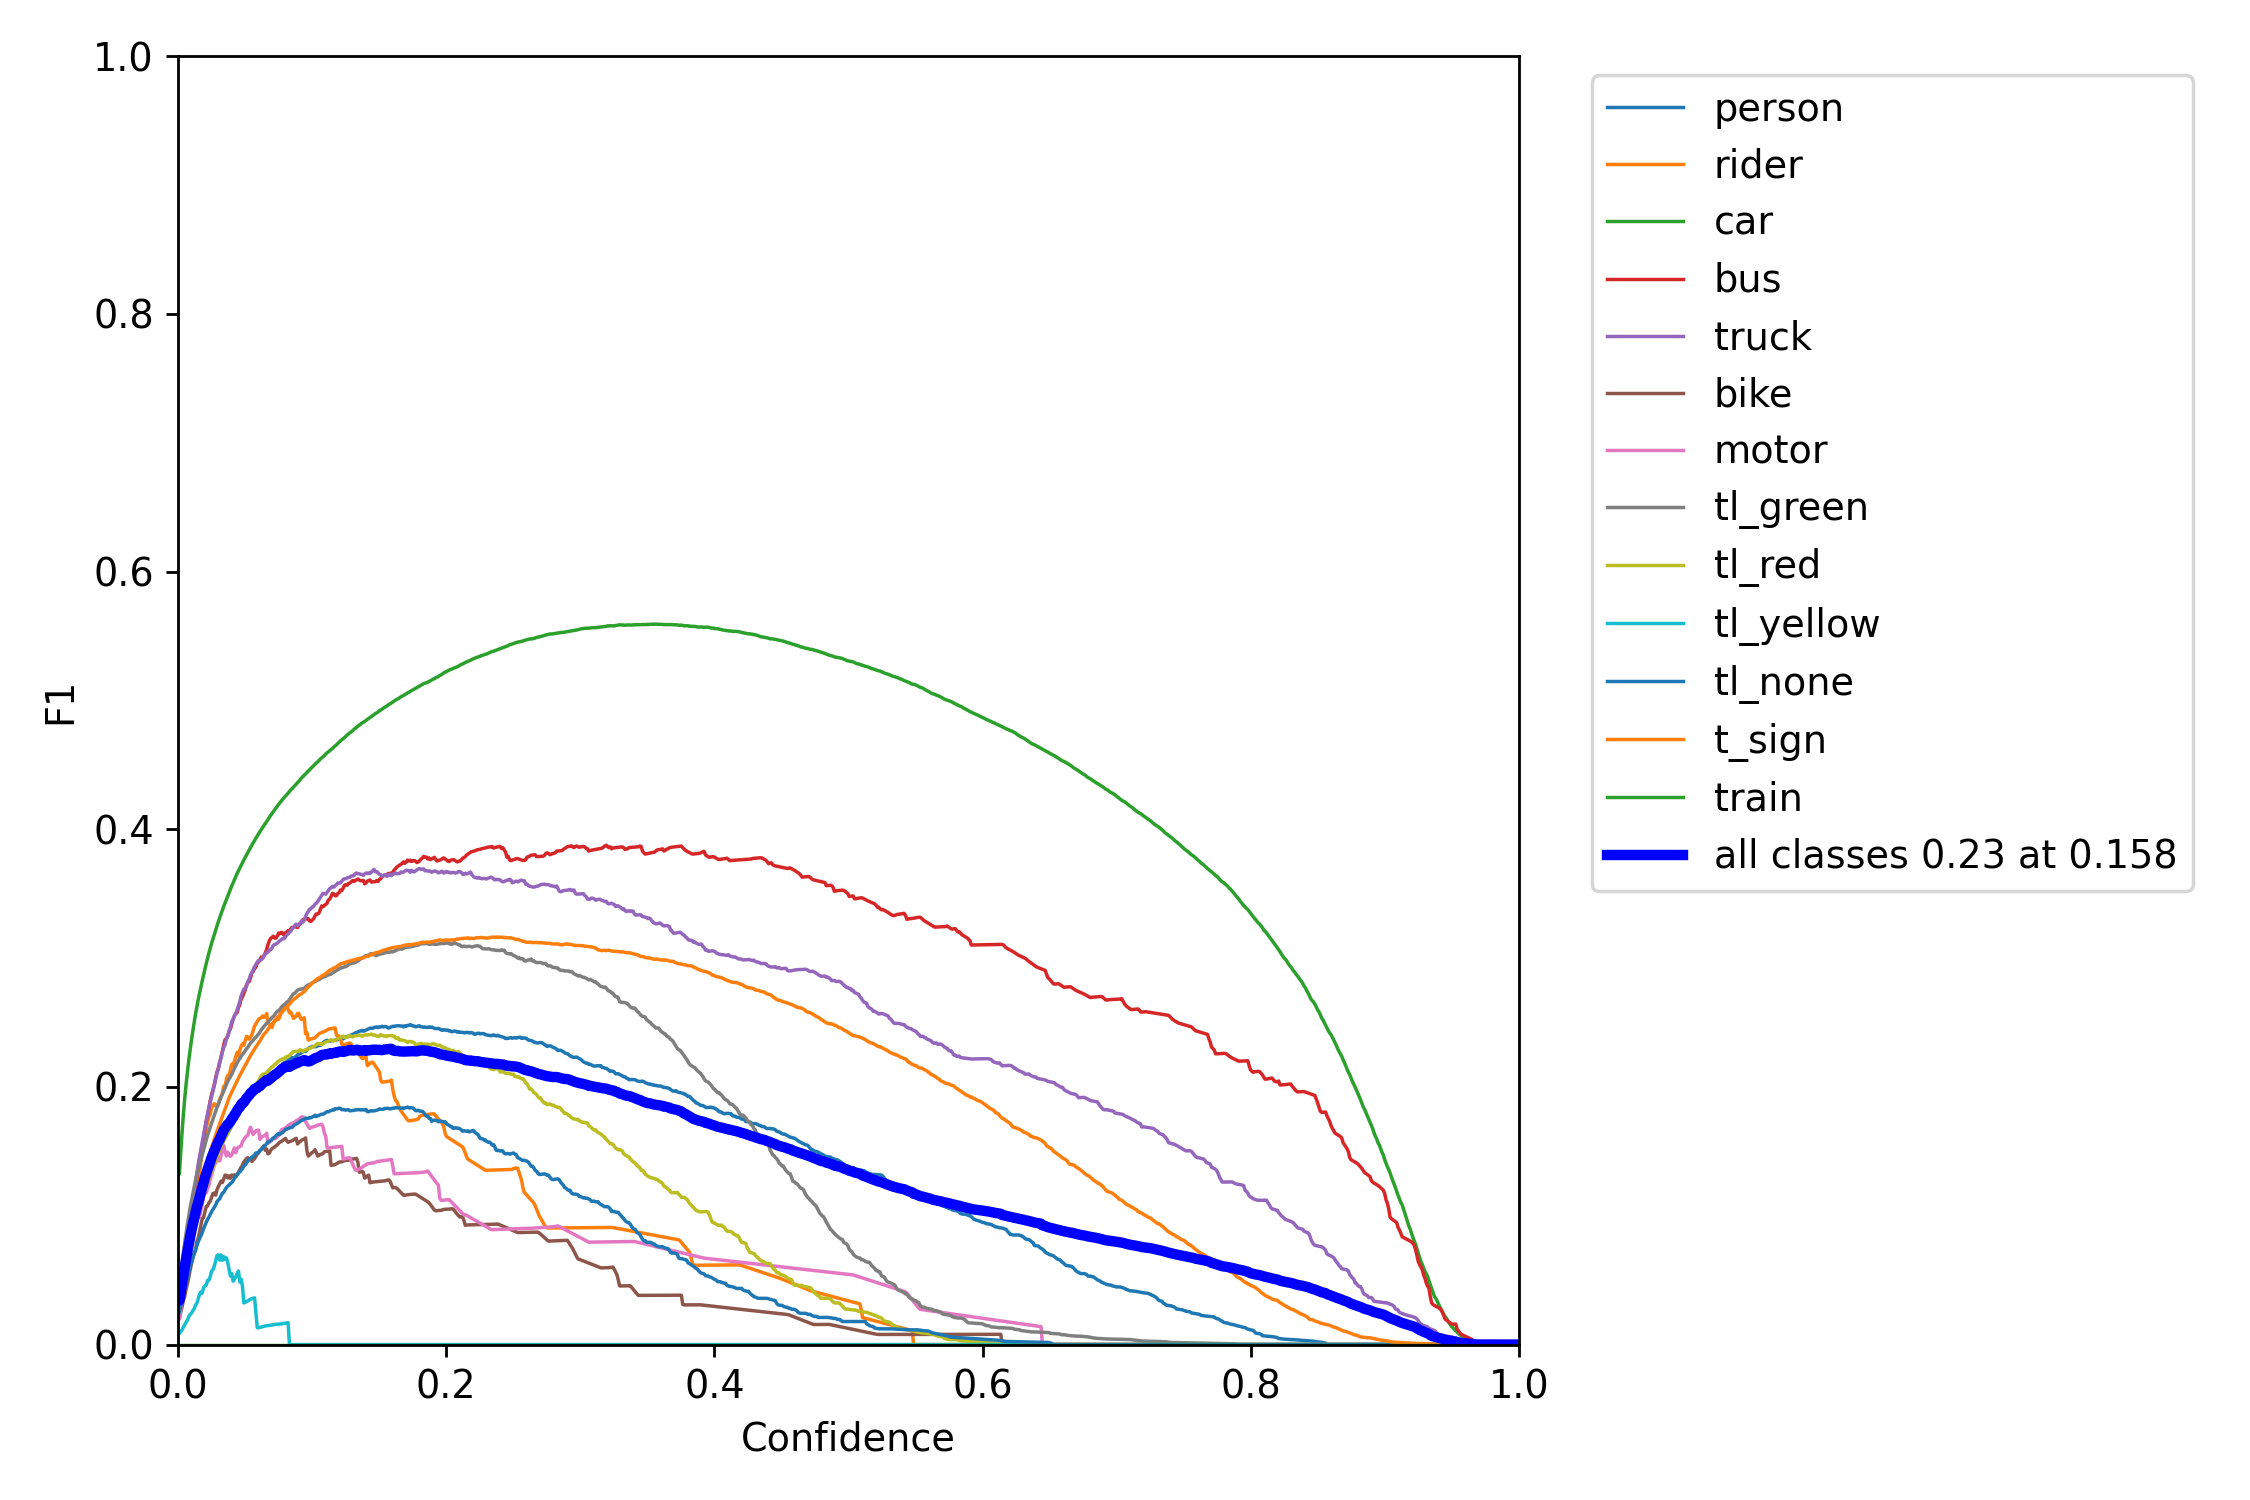 1.0
0.8
0.6
0.4
0.2
0.0
F1
0.0 0.2 0.4 0.6 0.8 1.0
Confidence
person
rider
car
bus
truck
bike
motor
tl_green
tl_red
tl_yellow
tl_none
t_sign
train
all classes 0.23 at 0.158